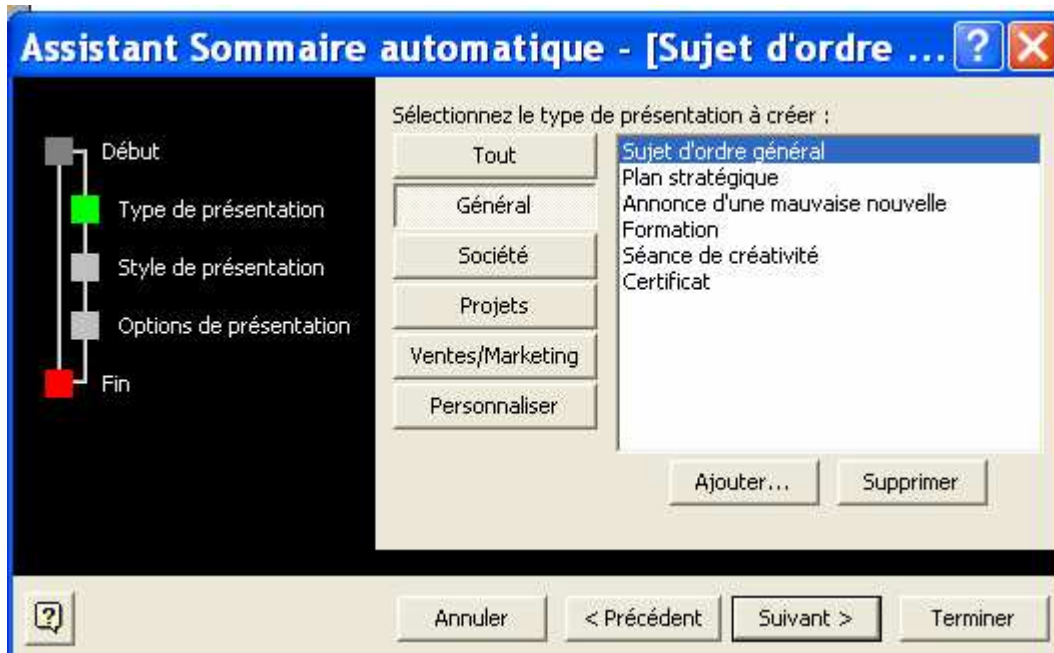 Assistant Sommaire automatique - [Sujet d'ordre ...
Début
Type de présentation
Style de présentation
Options de présentation
Fin
Sélectionnez le type de présentation à créer :
Tout
Général
Société
Projets
Ventes/Marketing
Personnaliser
Sujet d'ordre général
Plan stratégique
Annonce d'une mauvaise nouvelle
Formation
Séance de créativité
Certificat
Ajouter...
Supprimer
Annuler
< Précédent
Suivant >
Terminer